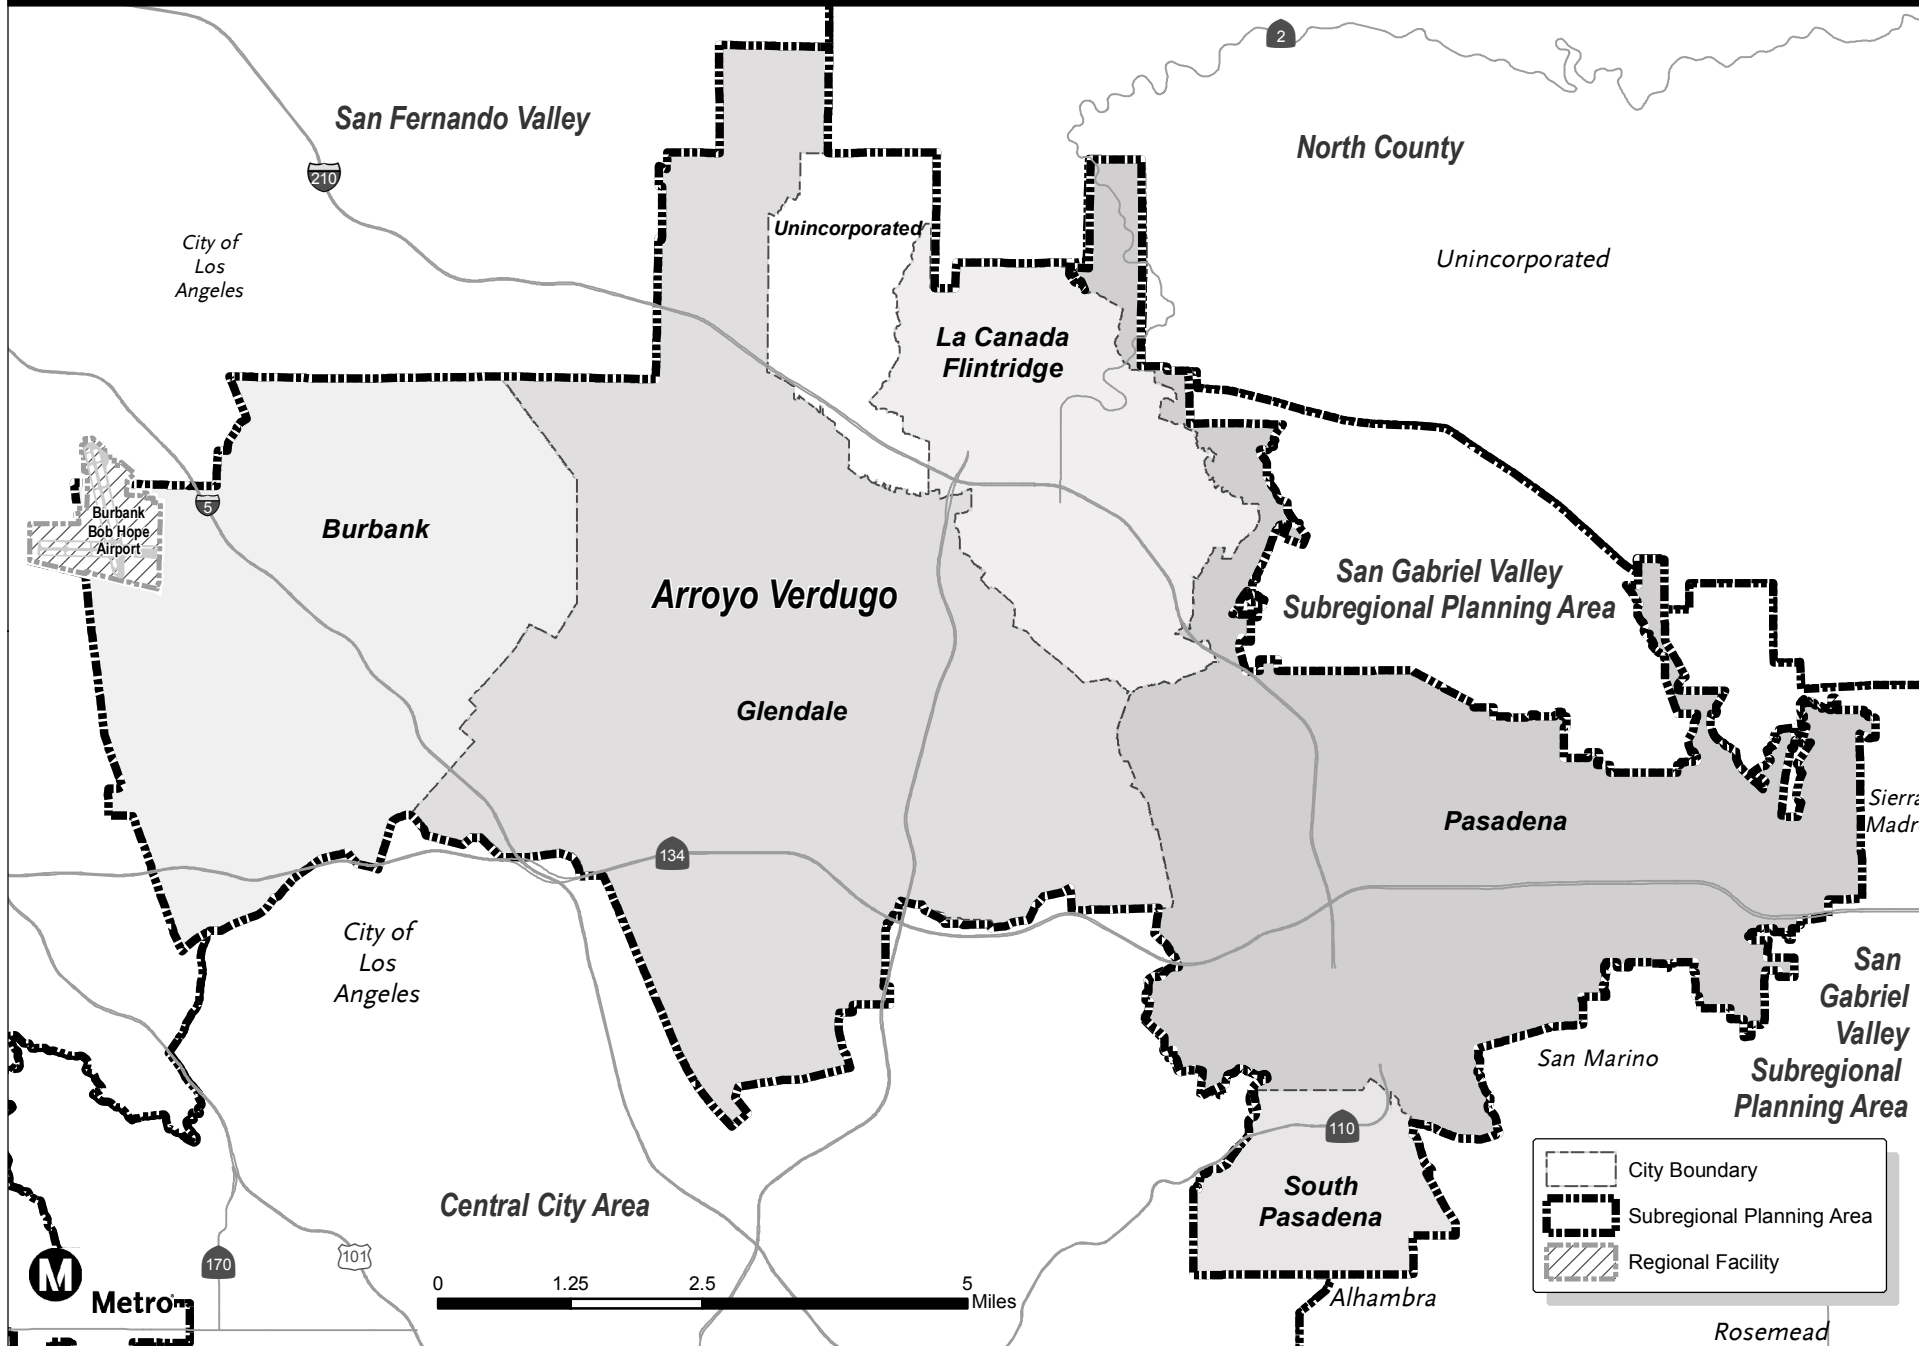 2
San Fernando Valley
North County
210
Unincorporated
City of
Los
Angeles
Unincorporated
La Canada
Flintridge
5
Burbank
Bob Hope
Airport
Burbank
Arroyo Verdugo
San Gabriel Valley
Subregional Planning Area
Glendale
Pasadena
Sierra
Madr
134
City of
Los
Angeles
San
Gabriel
Valley
Subregional
Planning Area
San Marino
110
South
Pasadena
Central City Area
City Boundary
Subregional Planning Area
Regional Facility
170
101
M
Metro
0 1.25 2.5 5
Miles
Alhambra
Rosemead